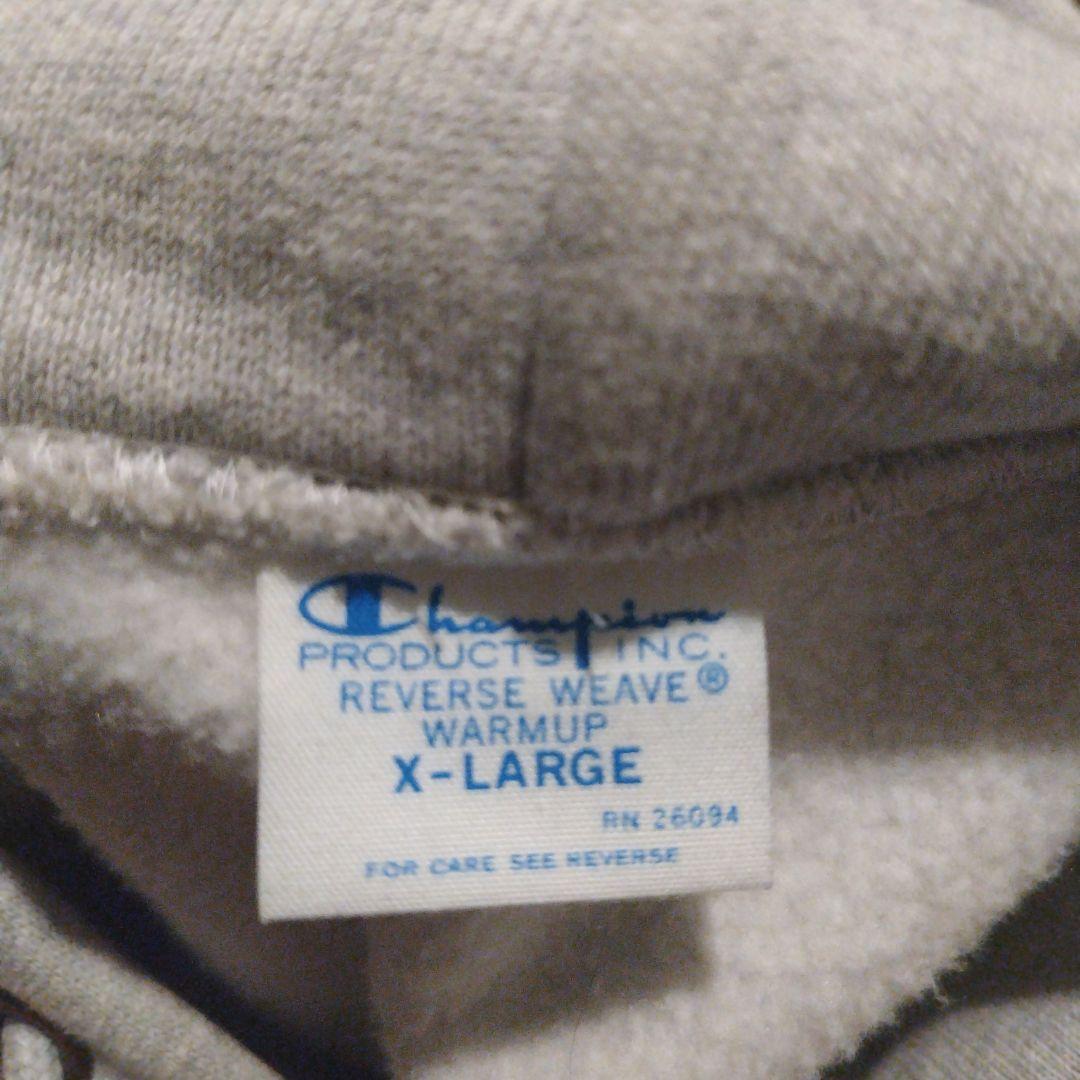 Champion
PRODUCTS INC.
REVERSE WEAVE®
WARMUP
X-LARGE
RN 26094
FOR CARE SEE REVERSE